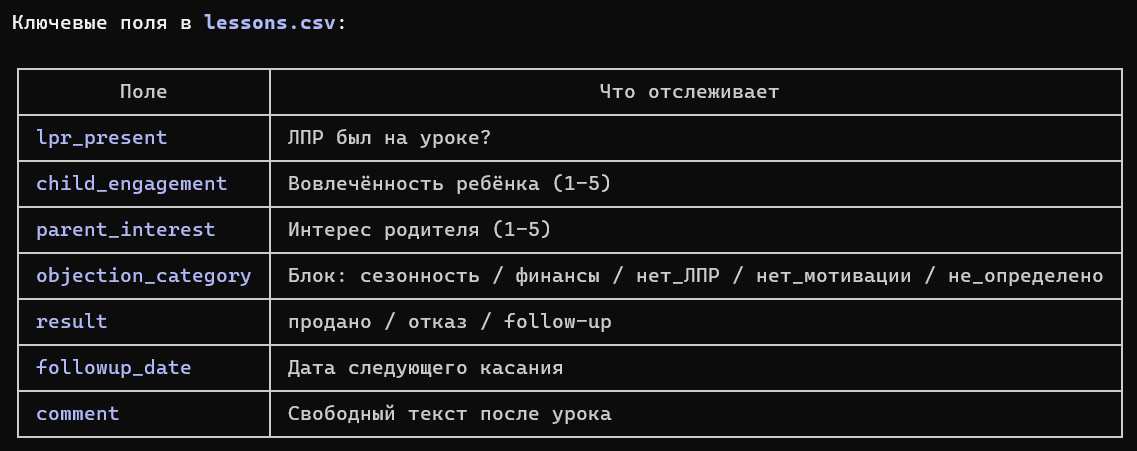 Ключевые поля в lessons.csv:
Поле Что отслеживает
lpr_present ЛПР был на уроке?
child_engagement Вовлечённость ребёнка (1–5)
parent_interest Интерес родителя (1–5)
objection_category Блок: сезонность / финансы / нет_ЛПР / нет_мотивации / не_определено
result продано / отказ / follow-up
followup_date Дата следующего касания
comment Свободный текст после урока